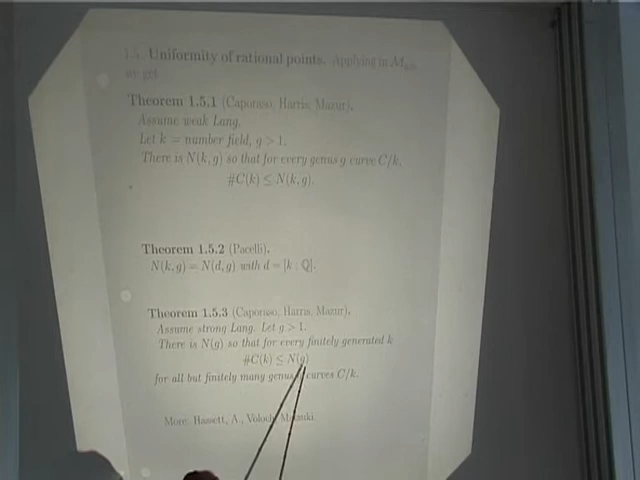 1.5. Uniformity of rational points. Applying in
we get
Theorem 1.5.1 (Caporaso, Harris, Mazur).
Assume weak Lang.
Let k = number field, g > 1.
There is N(k, g) so that for every genus g curve C/k,
#C(k) ≤ N(k, g).
Theorem 1.5.2 (Pacelli).
N(k, g) = N(d, g) with d = [k : ℚ].
Theorem 1.5.3 (Caporaso, Harris, Mazur).
Assume strong Lang. Let g > 1.
There is N(g) so that for every finitely generated k
#C(k) ≤ N(g)
for all but finitely many genus g curves C/k.
More: Hassett, A.,